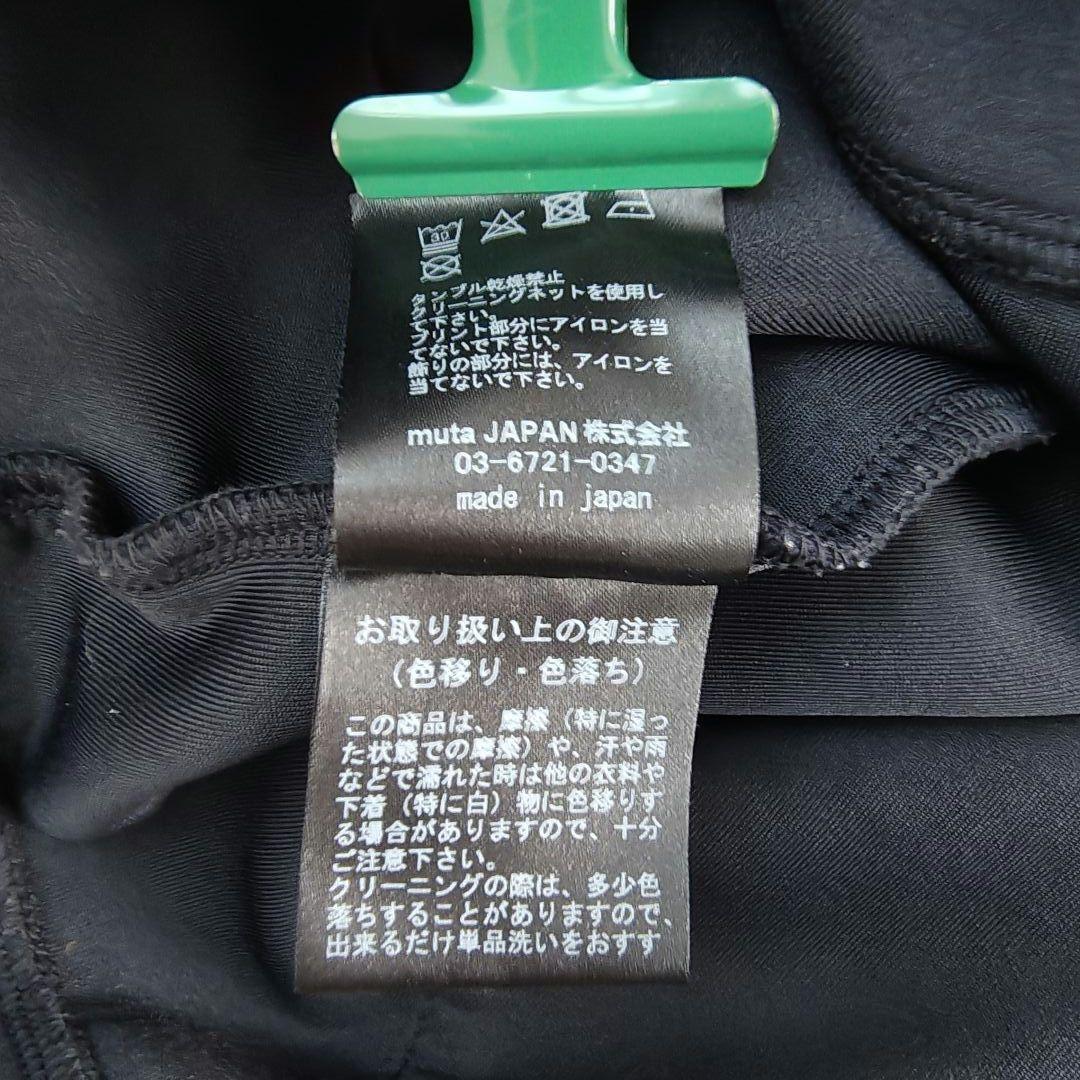 30
タンブル乾燥禁止
クリーニングネットを使用し
て下さい。
プリント部分にアイロンを当
てないで下さい。
飾りの部分には、アイロンを
当てないで下さい。
muta JAPAN株式会社
03-6721-0347
made in japan
お取り扱い上の御注意
(色移り・色落ち)
この商品は、摩擦(特に湿っ
た状態での摩擦)や、汗や雨
などで濡れた時は他の衣料や
下着(特に白)物に色移りす
る場合がありますので、十分
ご注意下さい。
クリーニングの際は、多少色
落ちすることがありますので、
出来るだけ単品洗いをおすす